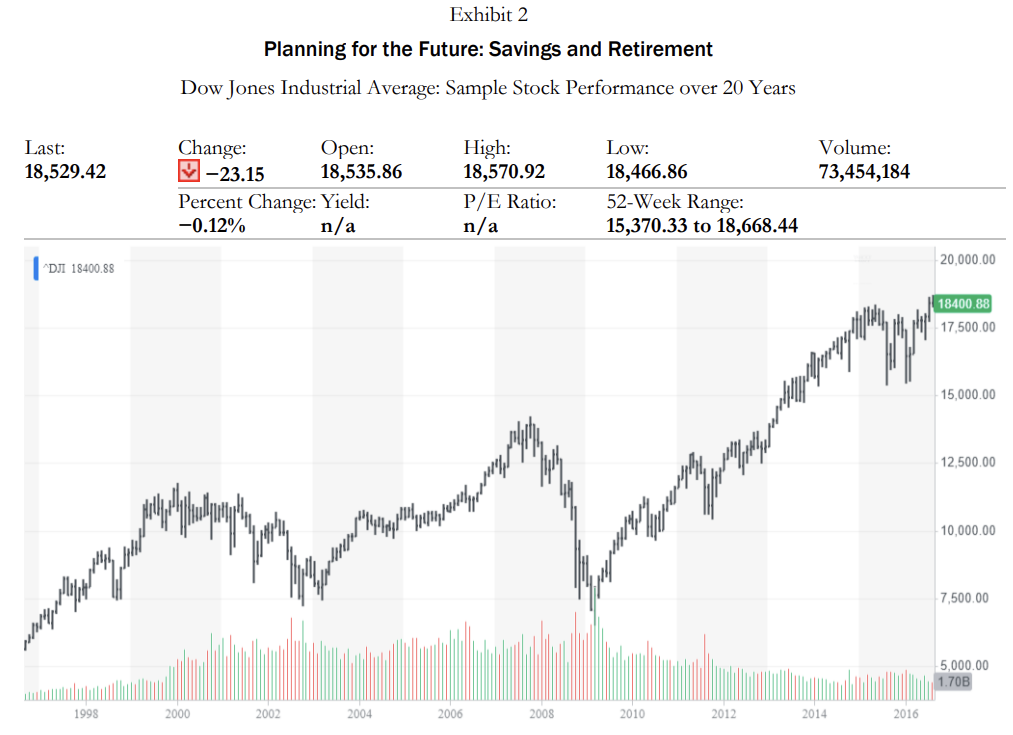 Exhibit 2
Planning for the Future: Savings and Retirement
Dow Jones Industrial Average: Sample Stock Performance over 20 Years
Last: Change: Open: High: Low: Volume:
18,529.42 −23.15 18,535.86 18,570.92 18,466.86 73,454,184
Percent Change: Yield: P/E Ratio: 52-Week Range:
−0.12% n/a n/a 15,370.33 to 18,668.44
^DJI 18400.88
20,000.00
18400.88
17,500.00
15,000.00
12,500.00
10,000.00
7,500.00
5,000.00
1.70B
1998 2000 2002 2004 2006 2008 2010 2012 2014 2016